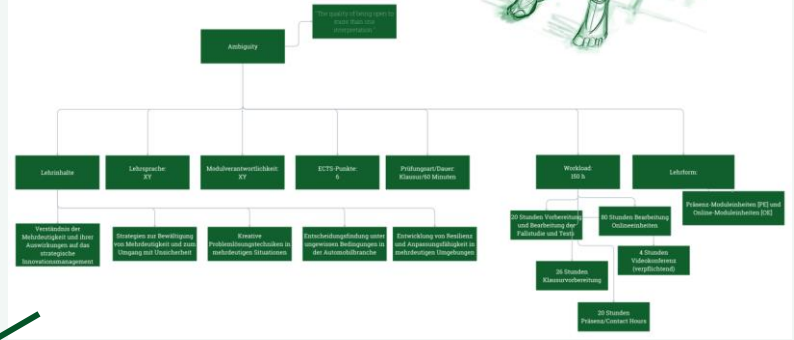 "The quality of being open to
more than one
interpretation".
Ambiguity
Lehrinhalte
Lehrsprache:
XY
Modulverantwortlichkeit:
XY
ECTS-Punkte:
6
Prüfungsart/Dauer:
Klausur/60 Minuten
Workload:
150 h
Lehrform:
Präsenz-Moduleinheiten [PE] und
Online-Moduleinheiten [OE]
Verständnis der
Mehrdeutigkeit und ihrer
Auswirkungen auf das
strategische
Innovationsmanagement
Strategien zur Bewältigung
von Mehrdeutigkeit und zum
Umgang mit Unsicherheit
Kreative
Problemlösungstechniken in
mehrdeutigen Situationen
Entscheidungsfindung unter
ungewissen Bedingungen in
der Automobilbranche
Entwicklung von Resilienz
und Anpassungsfähigkeit in
mehrdeutigen Umgebungen
20 Stunden Vorbereitung
und Bearbeitung der
Fallstudie und Tests
80 Stunden Bearbeitung
Onlineeinheiten
4 Stunden
Videokonferenz
(verpflichtend)
26 Stunden
Klausurvorbereitung
20 Stunden
Präsenz/Contact Hours